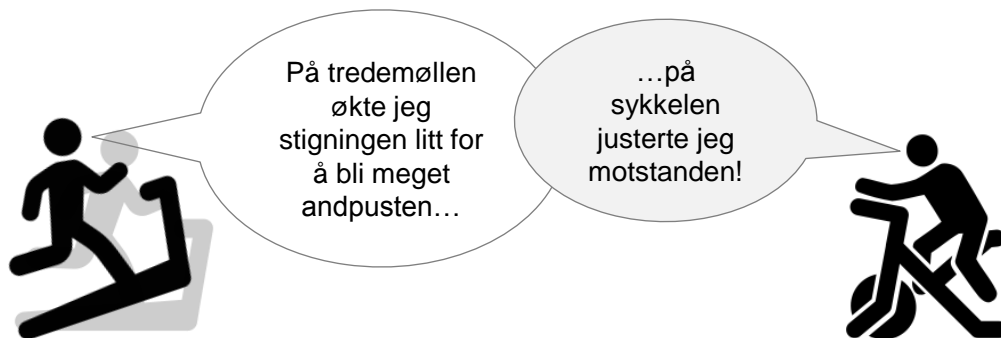 På tredemøllen
økte jeg
stigningen litt for
å bli meget
andpusten…
…på
sykkelen
justerte jeg
motstanden!